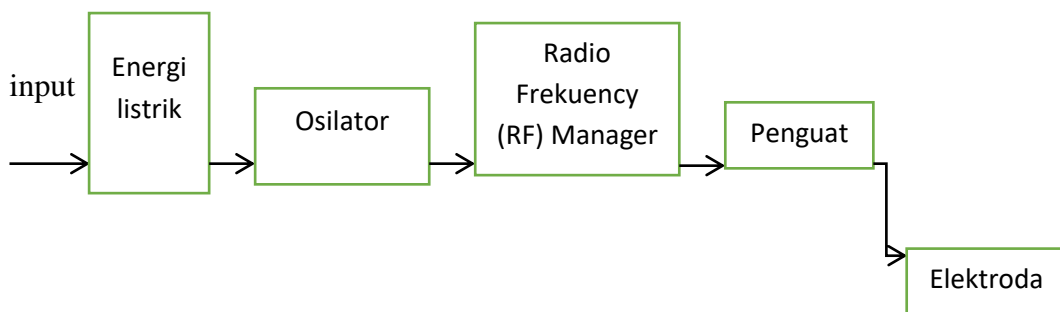 input
Energi
listrik
Osilator
Radio
Frekuency
(RF) Manager
Penguat
Elektroda